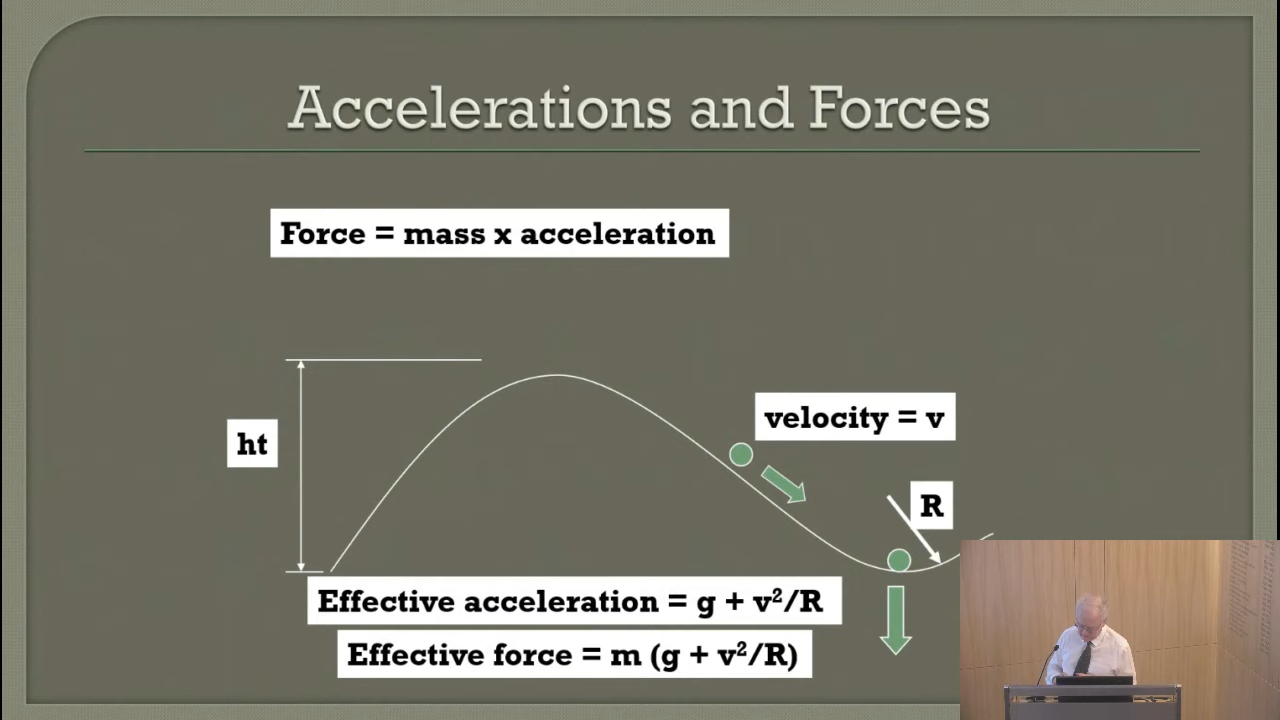 Accelerations and Forces
Force = mass x acceleration
ht
velocity = v
R
Effective acceleration = g + v²/R
Effective force = m (g + v²/R)